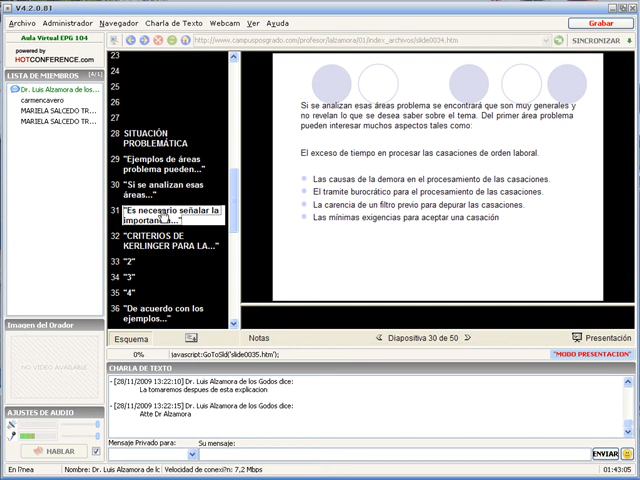 V4.2.0.81
Archivo Administrador Navegador Charla de Texto Webcam Ver Ayuda
Grabar
Aula Virtual EPG 104
powered by
HOTCONFERENCE.com
http://www.campusposgrado.com/profesor/lalzamora/01/index_archivos/slide0034.htm
SINCRONIZAR
LISTA DE MIEMBROS [4/1]
Dr. Luis Alzamora de los...
carmencavero
MARIELA SALCEDO TR...
MARIELA SALCEDO TR...
23
24
25
26
27
28 SITUACIÓN
PROBLEMÁTICA
29 "Ejemplos de áreas
problema pueden..."
30 "Si se analizan esas
áreas..."
31 "Es necesario señalar la
importancia..."
32 "CRITERIOS DE
KERLINGER PARA LA..."
33 "2"
34 "3"
35 "4"
36 "De acuerdo con los
ejemplos..."
Si se analizan esas áreas problema se encontrará que son muy generales y
no revelan lo que se desea saber sobre el tema. Del primer área problema
pueden interesar muchos aspectos tales como:
El exceso de tiempo en procesar las casaciones de orden laboral.
Las causas de la demora en el procesamiento de las casaciones.
El tramite burocrático para el procesamiento de las casaciones.
La carencia de un filtro previo para depurar las casaciones.
Las mínimas exigencias para aceptar una casación
Imagen del Orador
NO VIDEO AVAILABLE
Esquema Notas Diapositiva 30 de 50 Presentación
0% javascript:GoToSld('slide0035.htm'); "MODO PRESENTACION"
CHARLA DE TEXTO
- [28/11/2009 13:22:10] Dr. Luis Alzamora de los Godos dice:
La tomaremos despues de esta explicacion
- [28/11/2009 13:22:15] Dr. Luis Alzamora de los Godos dice:
Atte Dr Alzamora
AJUSTES DE AUDIO
HABLAR
Mensaje Privado para: Su mensaje:
ENVIAR
En l?nea Nombre: Dr. Luis Alzamora de lo Velocidad de conexi?n: 7,2 Mbps 01:43:05